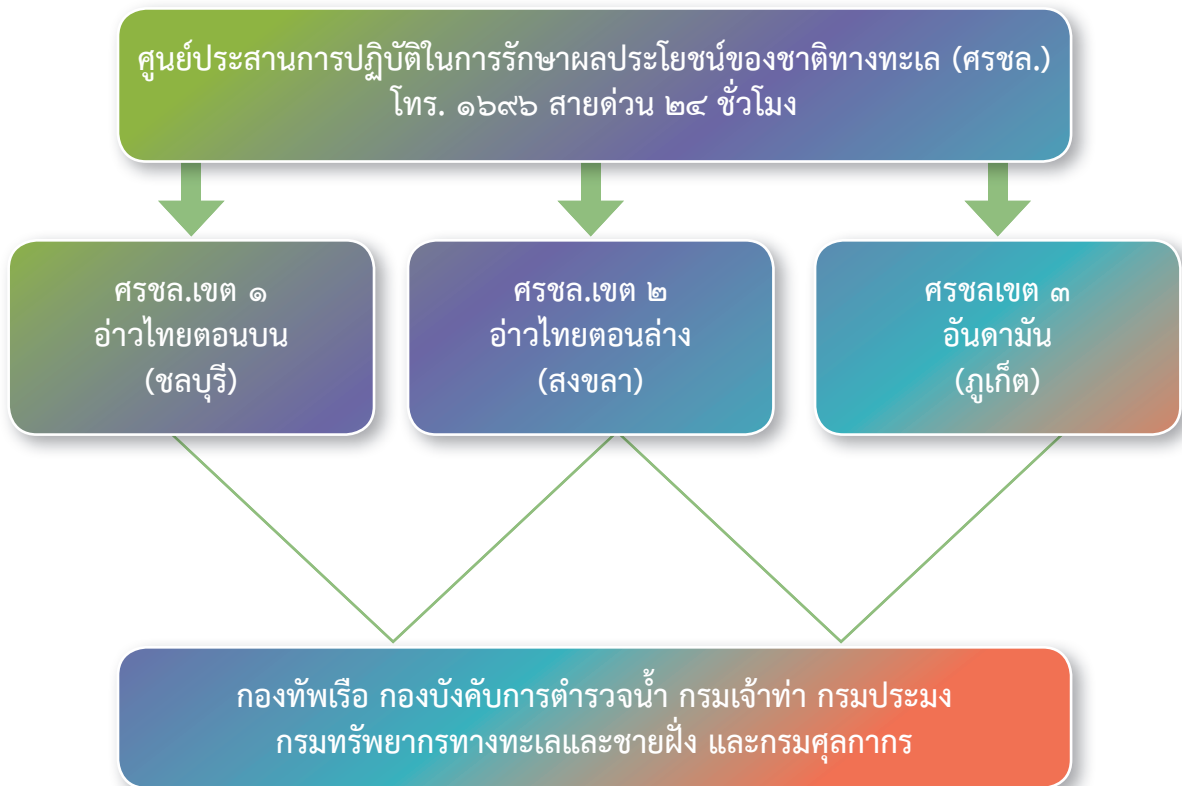 ศูนย์ประสานการปฏิบัติในการรักษาผลประโยชน์ของชาติทางทะเล (ศรชล.)
โทร. ๑๖๙๖ สายด่วน ๒๔ ชั่วโมง
ศรชล.เขต ๑
อ่าวไทยตอนบน
(ชลบุรี)
ศรชล.เขต ๒
อ่าวไทยตอนล่าง
(สงขลา)
ศรชลเขต ๓
อันดามัน
(ภูเก็ต)
กองทัพเรือ กองบังคับการตำรวจน้ำ กรมเจ้าท่า กรมประมง
กรมทรัพยากรทางทะเลและชายฝั่ง และกรมศุลกากร